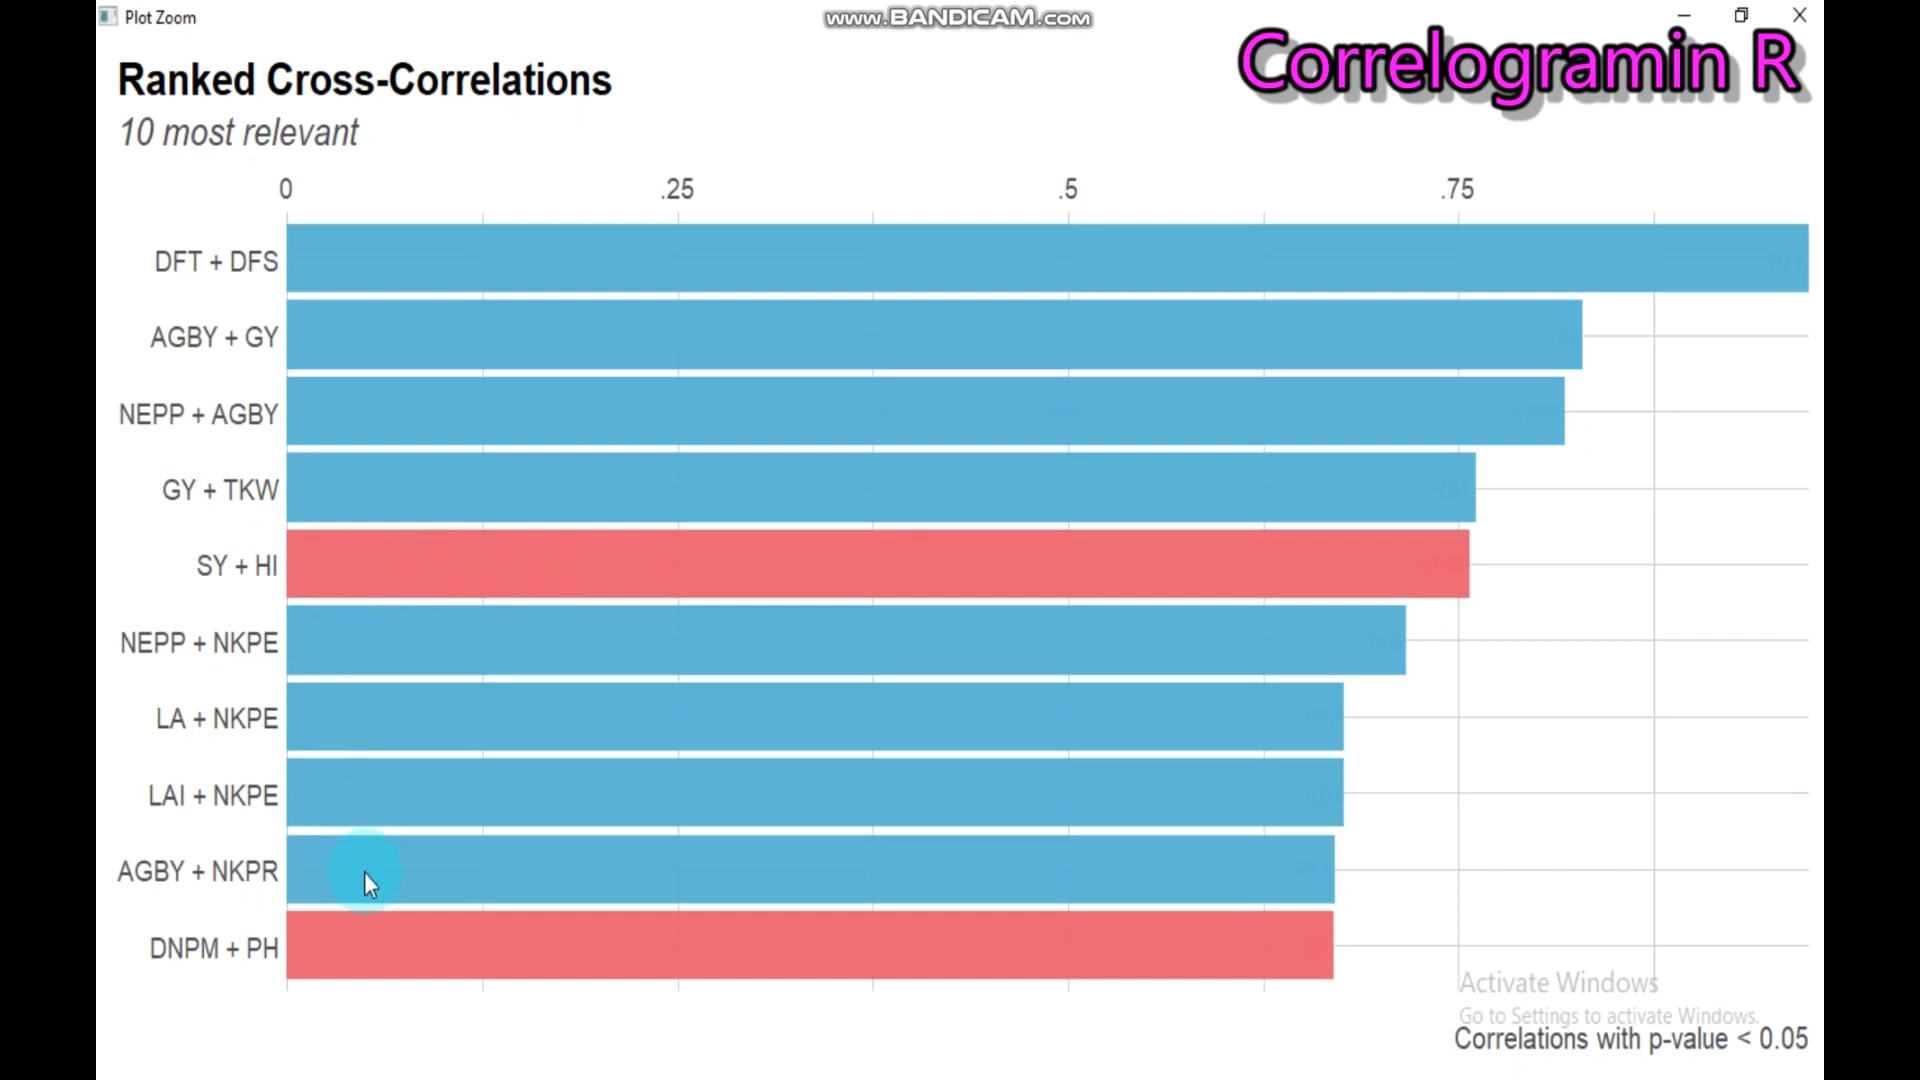 Plot Zoom
www.BANDICAM.com
Correlogramin R
Ranked Cross-Correlations
10 most relevant
0 .25 .5 .75
DFT + DFS
AGBY + GY
NEPP + AGBY
GY + TKW
SY + HI
NEPP + NKPE
LA + NKPE
LAI + NKPE
AGBY + NKPR
DNPM + PH
Activate Windows
Go to Settings to activate Windows.
Correlations with p-value < 0.05